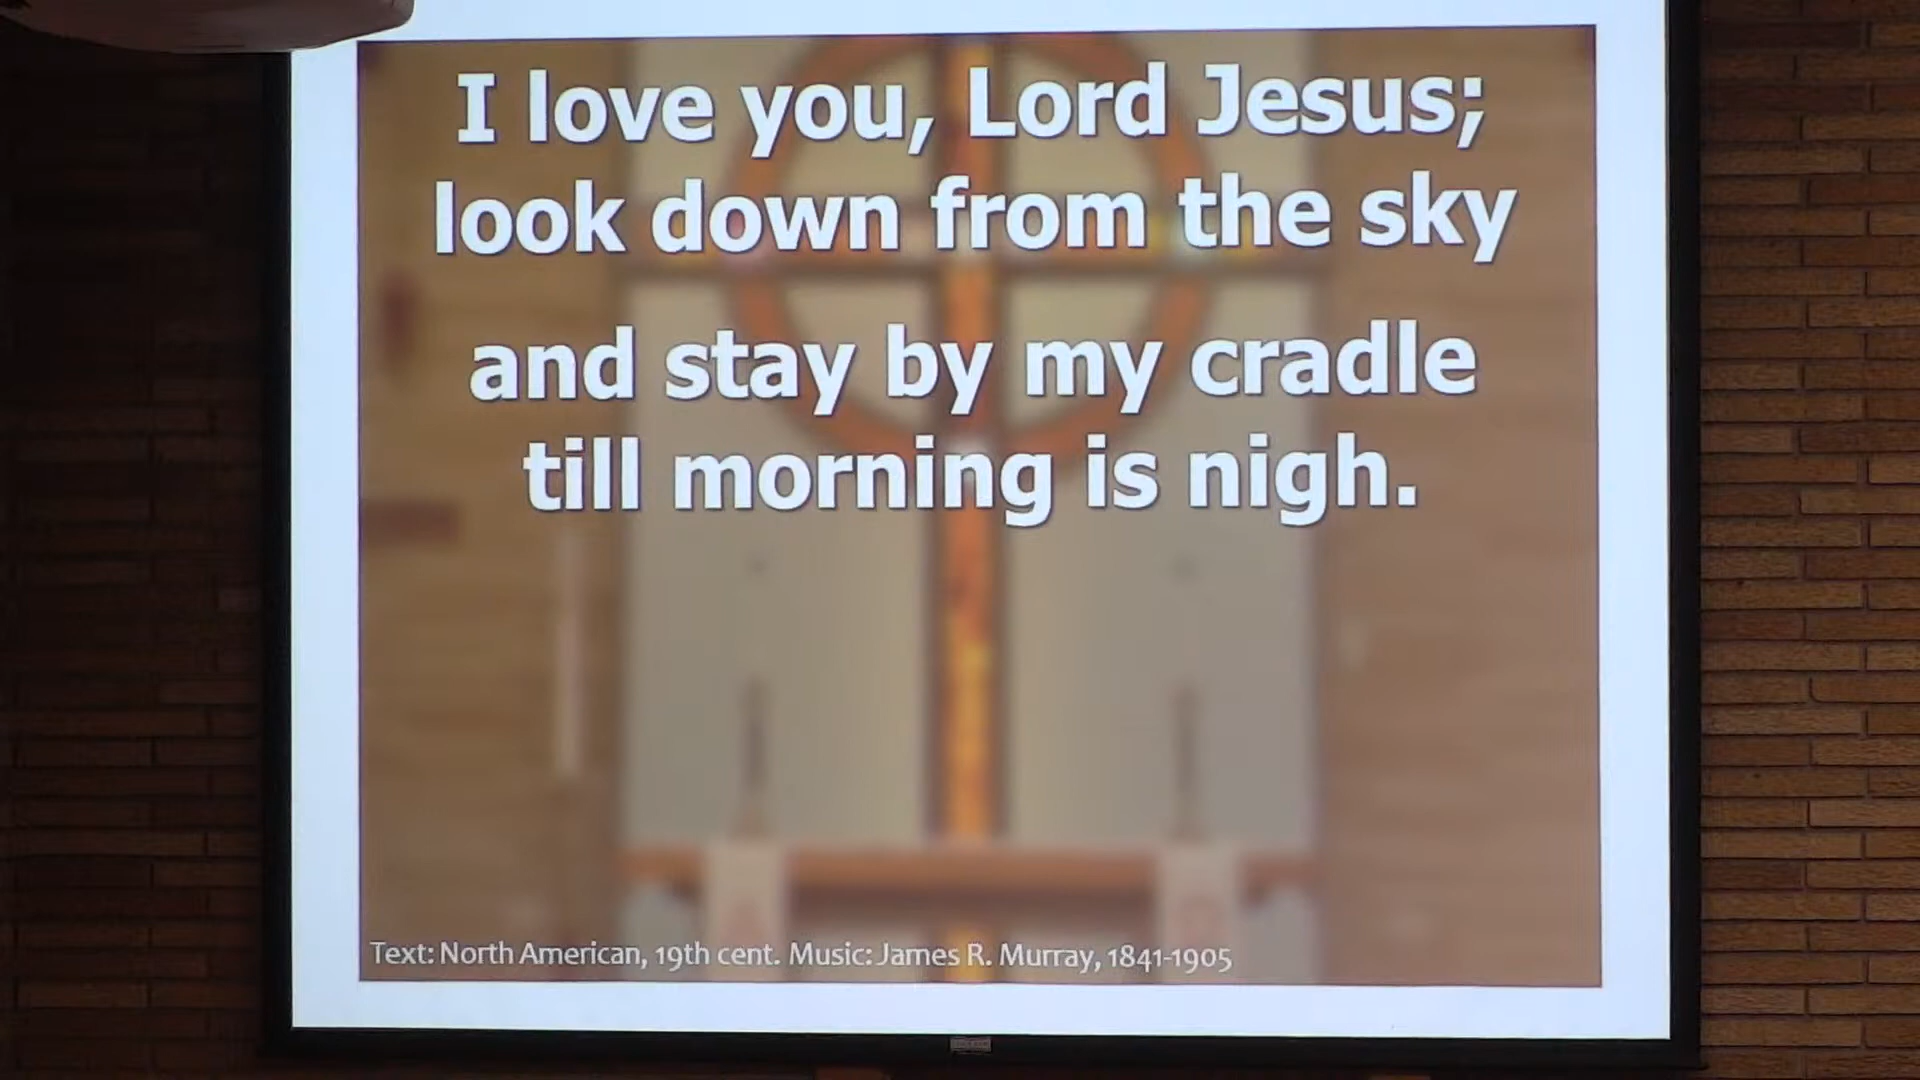 I love you, Lord Jesus;
look down from the sky
and stay by my cradle
till morning is nigh.
Text: North American, 19th cent. Music: James R. Murray, 1841-1905